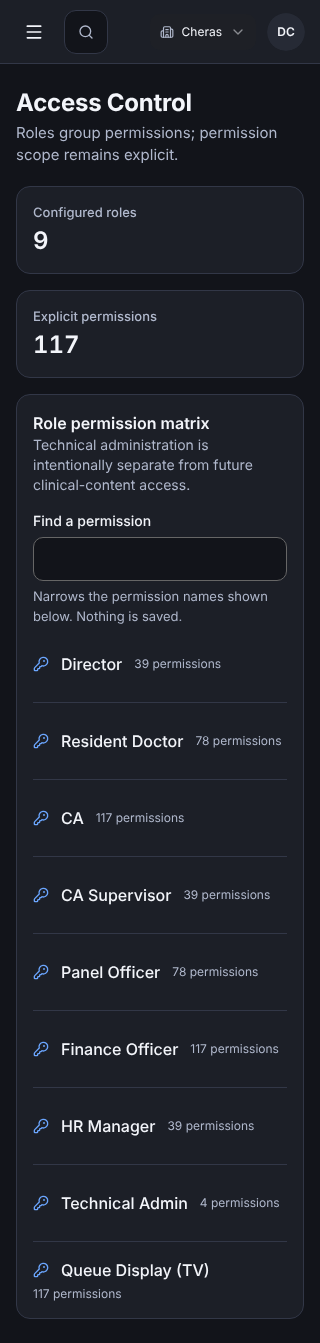 Cheras
DC
Access Control
Roles group permissions; permission
scope remains explicit.
Configured roles
9
Explicit permissions
117
Role permission matrix
Technical administration is
intentionally separate from future
clinical-content access.
Find a permission
Narrows the permission names shown
below. Nothing is saved.
Director 39 permissions
Resident Doctor 78 permissions
CA 117 permissions
CA Supervisor 39 permissions
Panel Officer 78 permissions
Finance Officer 117 permissions
HR Manager 39 permissions
Technical Admin 4 permissions
Queue Display (TV)
117 permissions